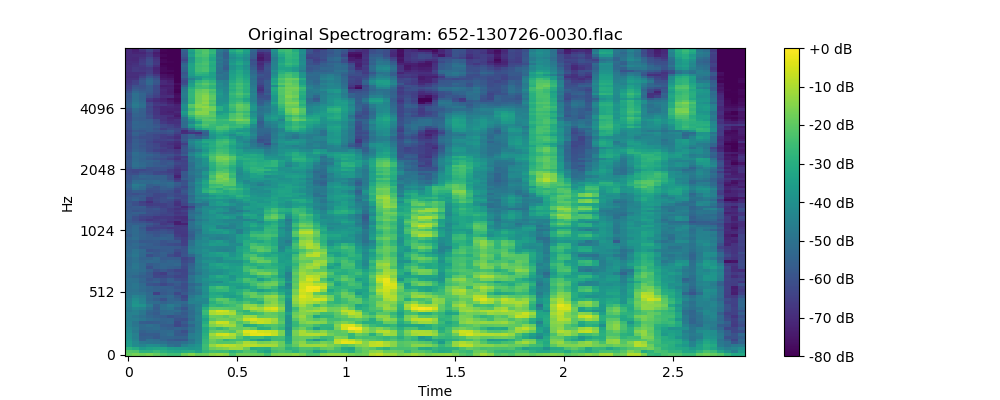 Original Spectrogram: 652-130726-0030.flac
Hz
4096
2048
1024
512
0
0 0.5 1 1.5 2 2.5
Time
+0 dB
-10 dB
-20 dB
-30 dB
-40 dB
-50 dB
-60 dB
-70 dB
-80 dB